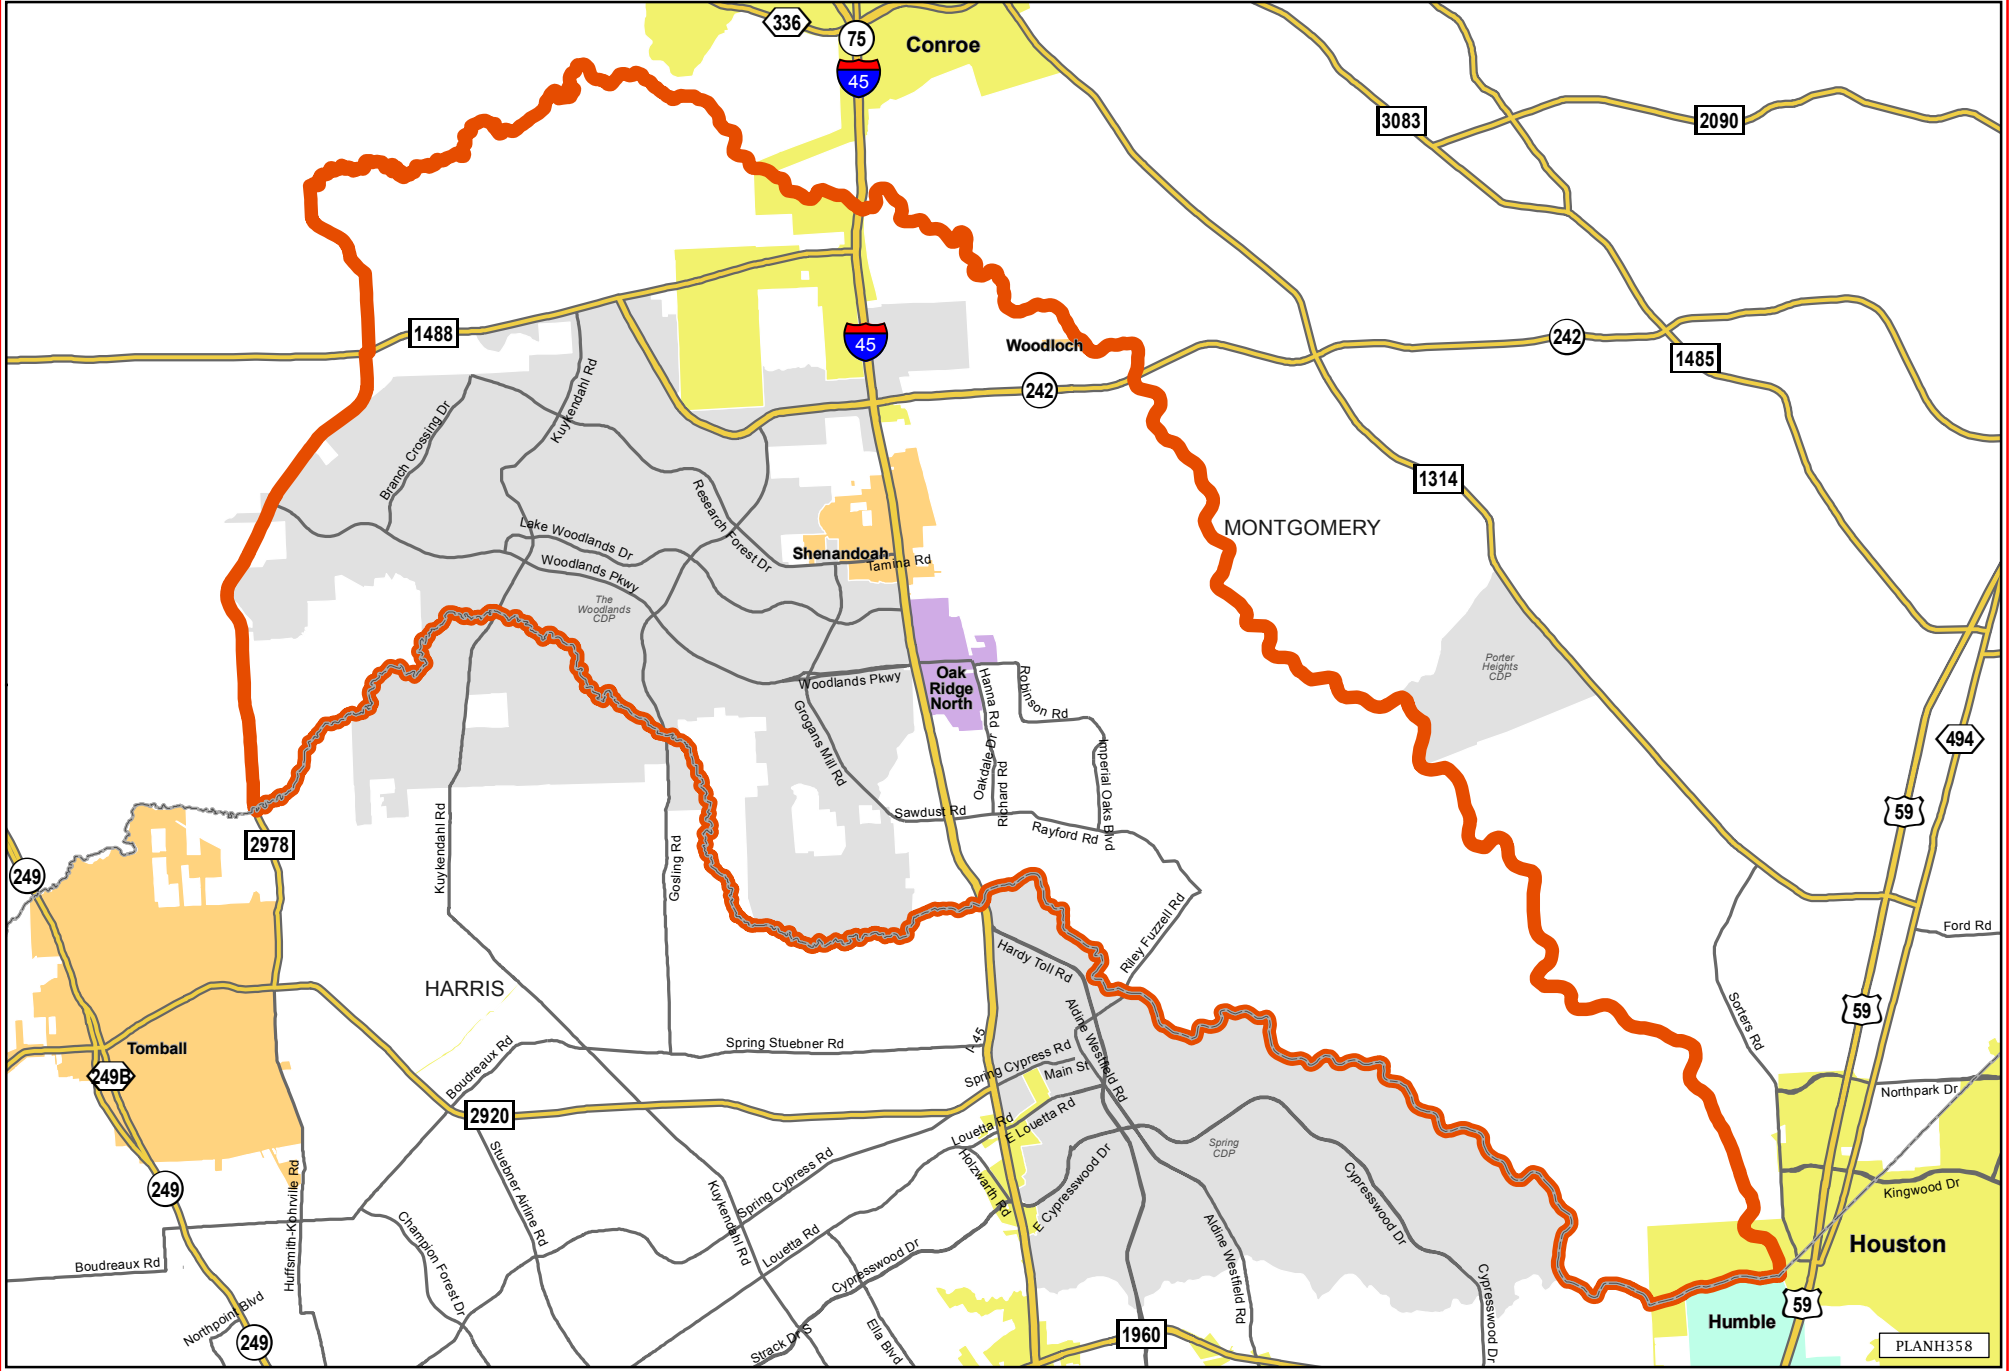 336
75
Conroe
45
3083
2090
1488
45
Woodloch
242
242
1485
Kuykendahl Rd
Branch Crossing Dr
1314
Research Forest Dr
MONTGOMERY
Lake Woodlands Dr
Shenandoah
Tamina Rd
Woodlands Pkwy
The
Woodlands
CDP
Porter
Heights
CDP
Woodlands Pkwy
Oak
Ridge
North
Hanna Rd
Robinson Rd
Grogans Mill Rd
Oakdale Dr
Richard Rd
Imperial Oaks Blvd
494
59
Sawdust Rd
Rayford Rd
2978
Kuykendahl Rd
Gosling Rd
249
Riley Fuzzell Rd
Ford Rd
Hardy Toll Rd
HARRIS
59
Aldine Westfield Rd
Sorters Rd
Tomball
I- 45
Spring Stuebner Rd
Boudreaux Rd
Spring Cypress Rd
Main St
249B
Northpark Dr
2920
Louetta Rd
E Louetta Rd
Spring
CDP
Stuebner Airline Rd
Spring Cypress Rd
Holzwarth Rd
E Cypresswood Dr
Cypresswood Dr
Kingwood Dr
249
Huffsmith-Kohrville Rd
Kuykendahl Rd
Champion Forest Dr
Louetta Rd
Cypresswood Dr
Aldine Westfield Rd
Houston
Boudreaux Rd
Cypresswood Dr
59
Northpoint Blvd
249
Strack Dr S
Ella Blvd
1960
Humble
PLANH358